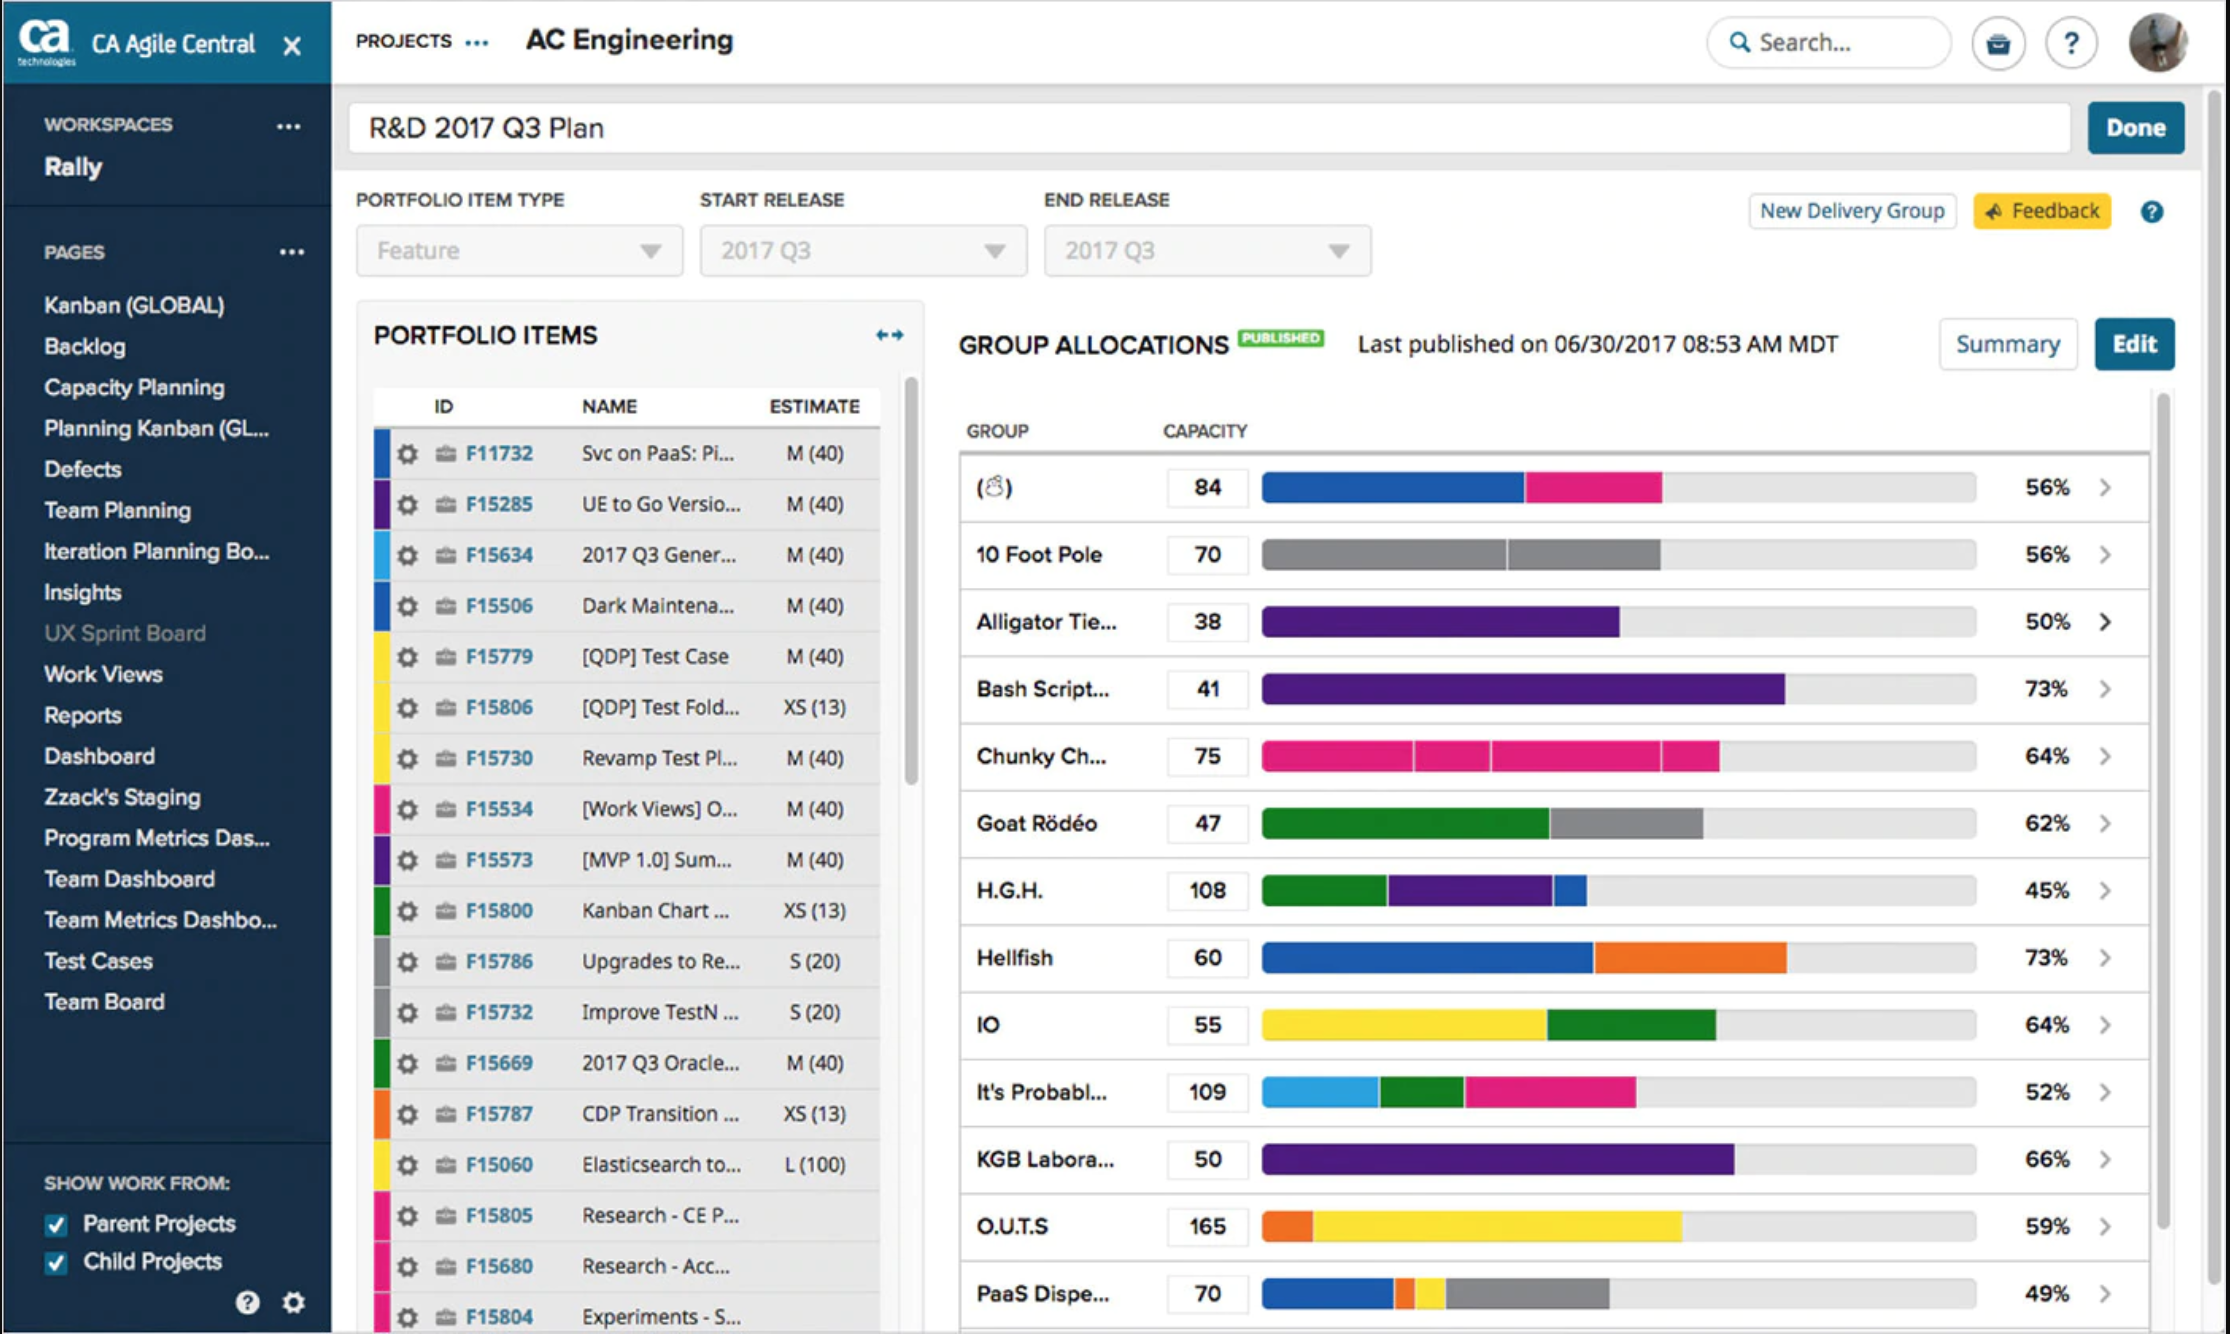 ca
technologies
CA Agile Central
PROJECTS ...
AC Engineering
Search...
?
WORKSPACES ...
Rally
PAGES ...
Kanban (GLOBAL)
Backlog
Capacity Planning
Planning Kanban (GL...
Defects
Team Planning
Iteration Planning Bo...
Insights
UX Sprint Board
Work Views
Reports
Dashboard
Zzack's Staging
Program Metrics Das...
Team Dashboard
Team Metrics Dashbo...
Test Cases
Team Board
SHOW WORK FROM:
Parent Projects
Child Projects
?
R&D 2017 Q3 Plan
Done
PORTFOLIO ITEM TYPE
Feature
START RELEASE
2017 Q3
END RELEASE
2017 Q3
New Delivery Group
Feedback
?
PORTFOLIO ITEMS
ID NAME ESTIMATE
F11732 Svc on PaaS: Pi... M (40)
F15285 UE to Go Versio... M (40)
F15634 2017 Q3 Gener... M (40)
F15506 Dark Maintena... M (40)
F15779 [QDP] Test Case M (40)
F15806 [QDP] Test Fold... XS (13)
F15730 Revamp Test Pl... M (40)
F15534 [Work Views] O... M (40)
F15573 [MVP 1.0] Sum... M (40)
F15800 Kanban Chart ... XS (13)
F15786 Upgrades to Re... S (20)
F15732 Improve TestN ... S (20)
F15669 2017 Q3 Oracle... M (40)
F15787 CDP Transition ... XS (13)
F15060 Elasticsearch to... L (100)
F15805 Research - CE P...
F15680 Research - Acc...
F15804 Experiments - S...
GROUP ALLOCATIONS PUBLISHED Last published on 06/30/2017 08:53 AM MDT
Summary
Edit
GROUP CAPACITY
(☃) 84 56%
10 Foot Pole 70 56%
Alligator Tie... 38 50%
Bash Script... 41 73%
Chunky Ch... 75 64%
Goat Rödéo 47 62%
H.G.H. 108 45%
Hellfish 60 73%
IO 55 64%
It's Probabl... 109 52%
KGB Labora... 50 66%
O.U.T.S 165 59%
PaaS Dispe... 70 49%